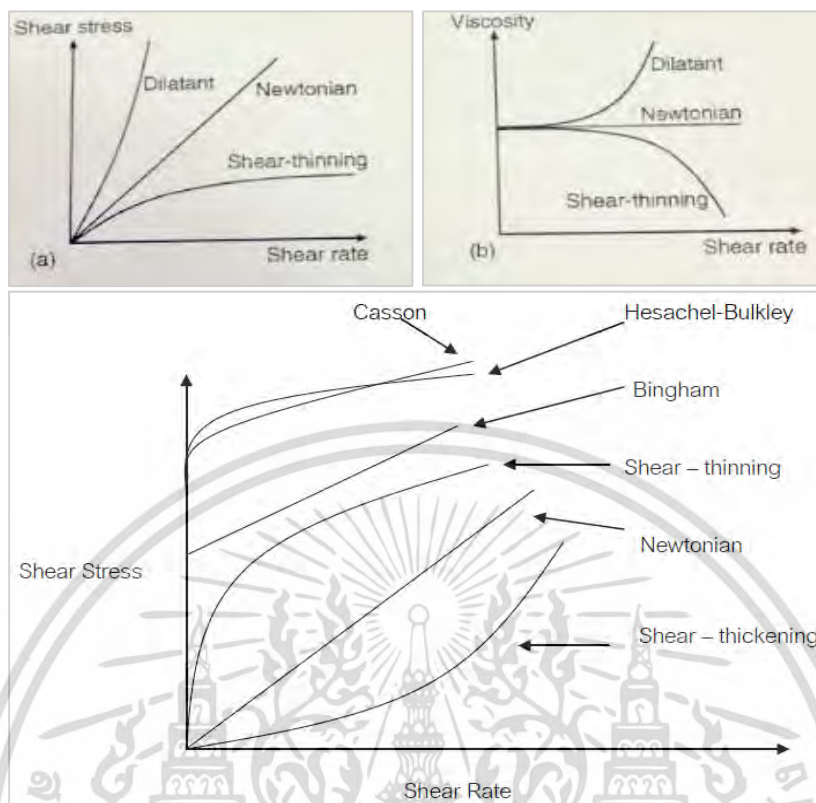 Shear stress
Dilatant
Newtonian
Shear-thinning
(a)
Shear rate
Viscosity
Dilatant
Newtonian
Shear-thinning
(b)
Shear rate
Casson
Hesachel-Bulkley
Bingham
Shear – thinning
Newtonian
Shear Stress
Shear – thickening
Shear Rate